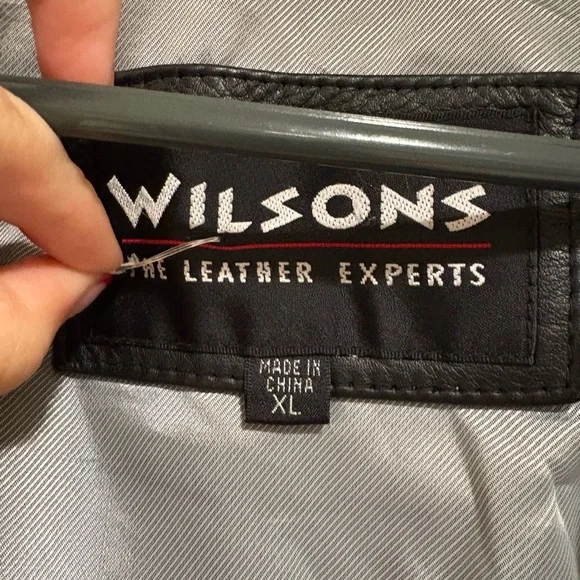 WILSONS
THE LEATHER EXPERTS
MADE IN
CHINA
XL